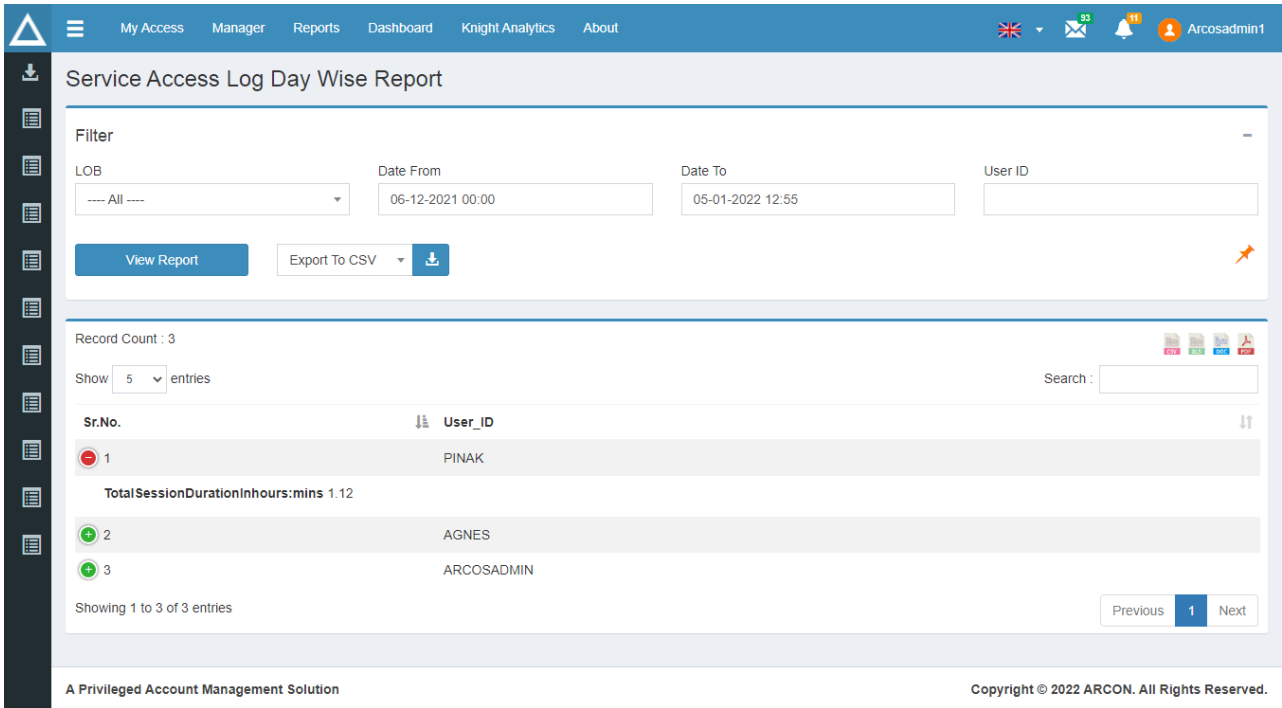 My Access Manager Reports Dashboard Knight Analytics About 93 11 Arcosadmin1
Service Access Log Day Wise Report
Filter
LOB Date From Date To User ID
---- All ---- 06-12-2021 00:00 05-01-2022 12:55
View Report Export To CSV
Record Count : 3
CSV XLS DOC PDF
Show 5 entries Search :
Sr.No. User_ID
1 PINAK
TotalSessionDurationInhours:mins 1.12
2 AGNES
3 ARCOSADMIN
Showing 1 to 3 of 3 entries Previous 1 Next
A Privileged Account Management Solution Copyright © 2022 ARCON. All Rights Reserved.